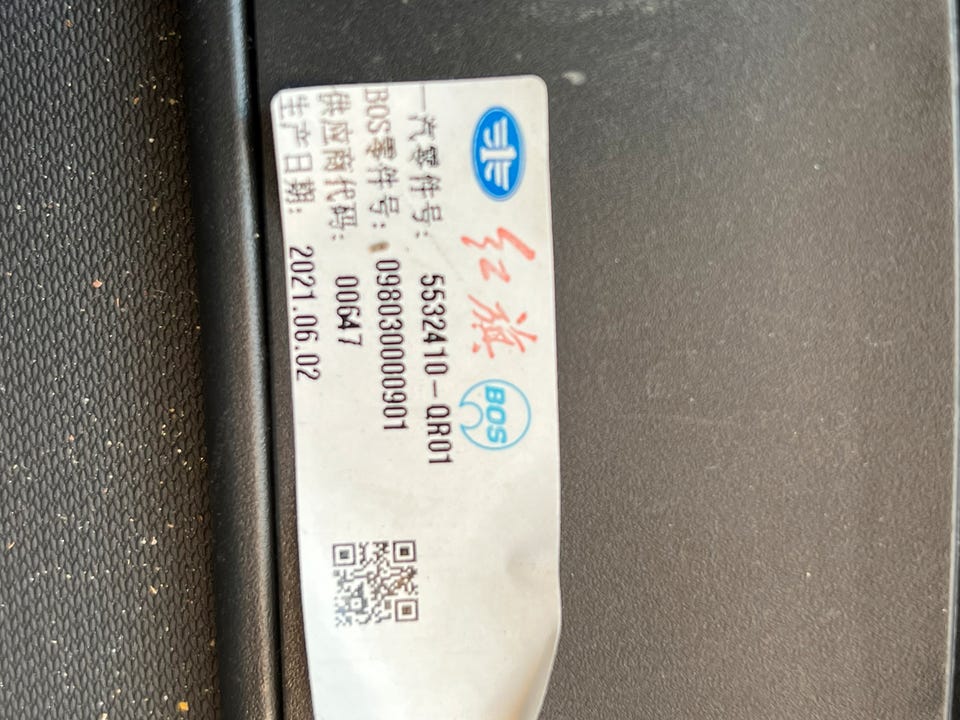 红旗 BOS
一汽零件号: 5532410-QR01
BOS零件号: 0980300000901
供应商代码: 00647
生产日期: 2021.06.02